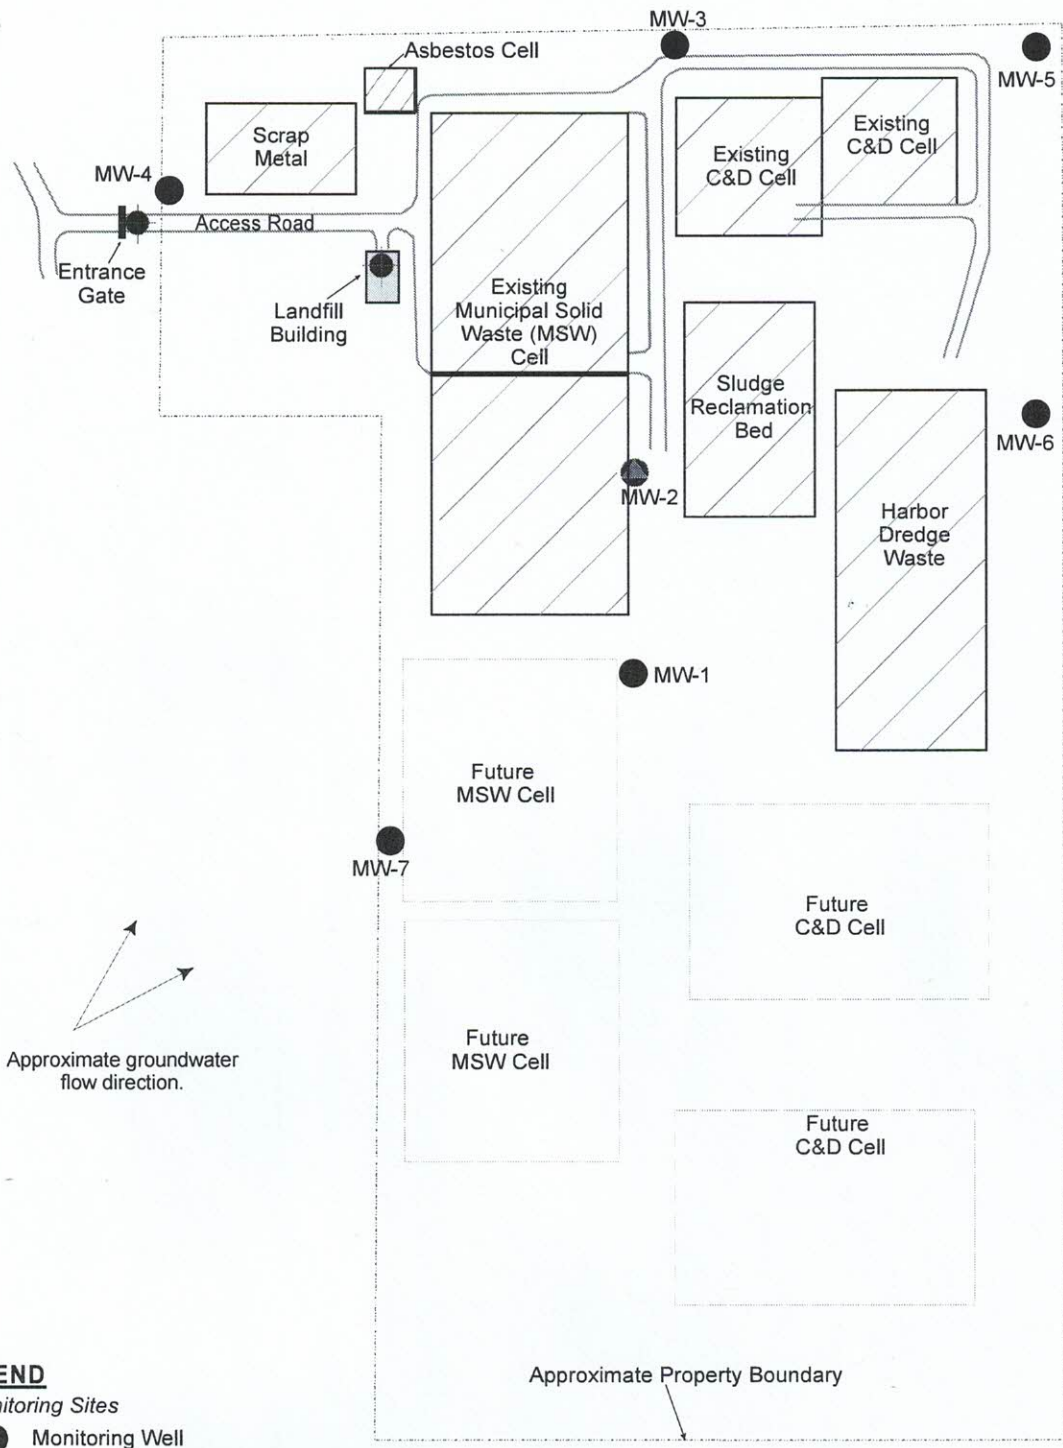 MW-3
Asbestos Cell
MW-5
Scrap
Metal
Existing
C&D Cell
Existing
C&D Cell
MW-4
Access Road
Entrance
Gate
Landfill
Building
Existing
Municipal Solid
Waste (MSW)
Cell
Sludge
Reclamation
Bed
MW-6
MW-2
Harbor
Dredge
Waste
MW-1
Future
MSW Cell
MW-7
Future
C&D Cell
Future
MSW Cell
Approximate groundwater
flow direction.
Future
C&D Cell
Approximate Property Boundary
END
nitoring Sites
Monitoring Well